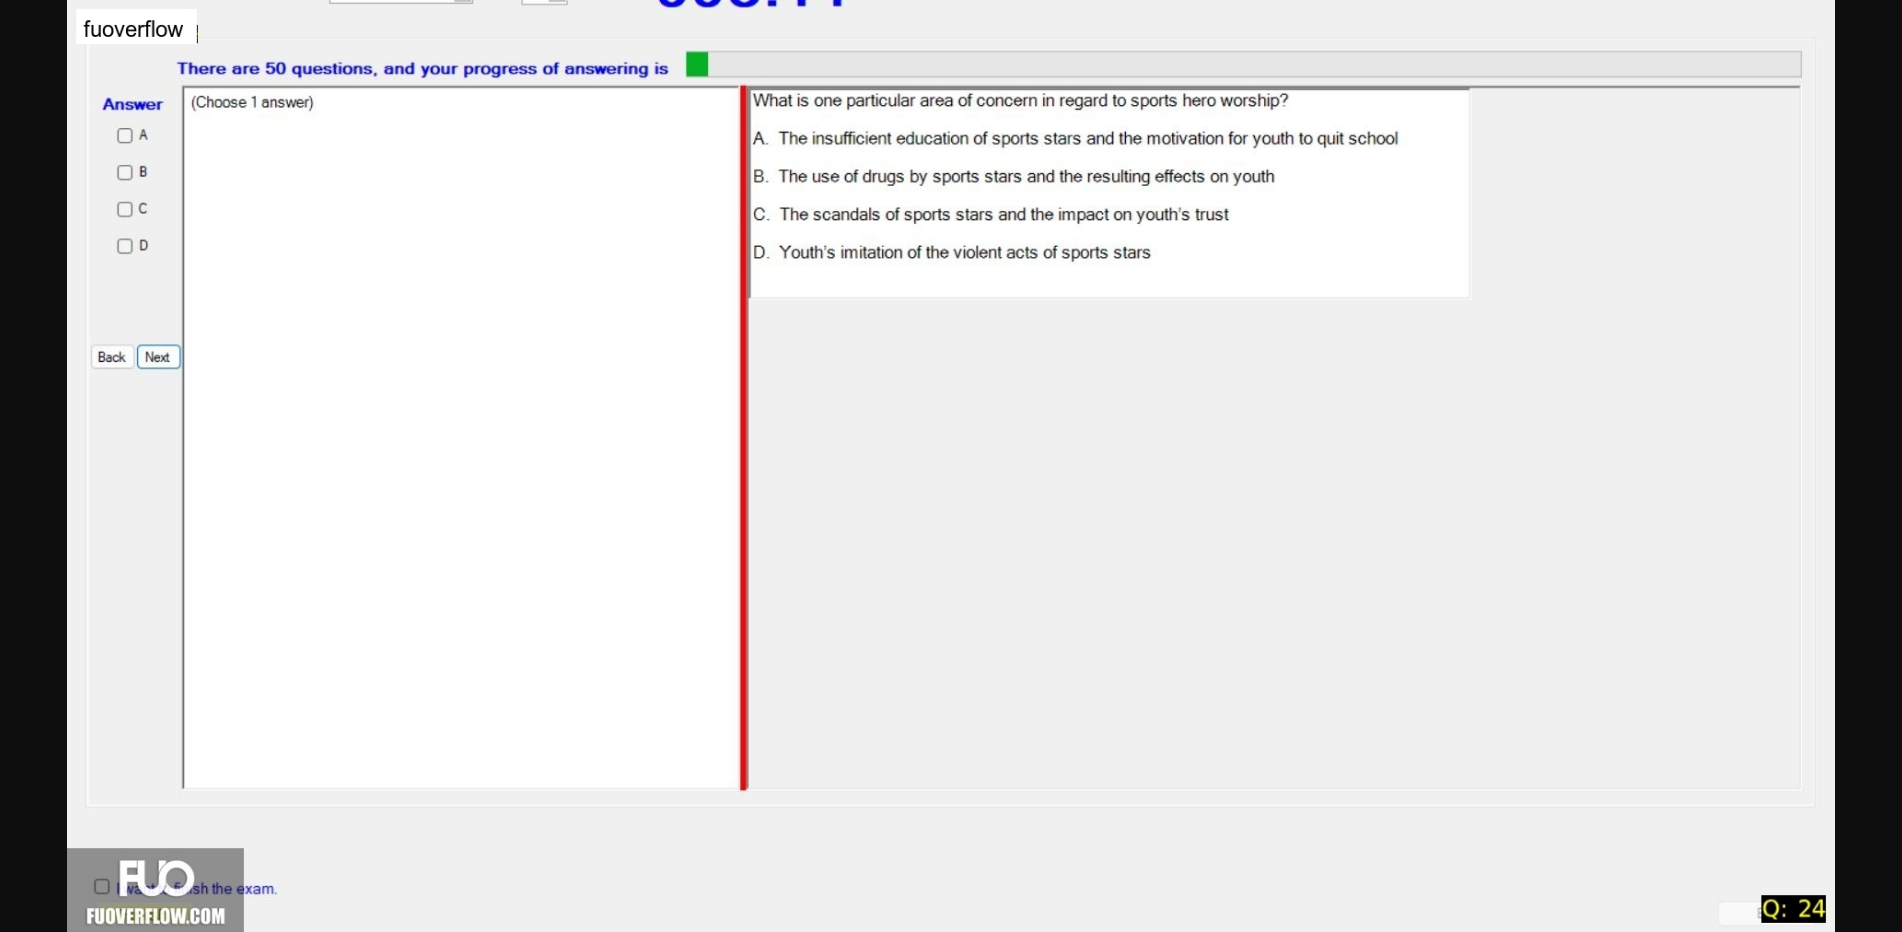 fuoverflow
There are 50 questions, and your progress of answering is
Answer
(Choose 1 answer)
A
B
C
D
Back
Next
What is one particular area of concern in regard to sports hero worship?
A. The insufficient education of sports stars and the motivation for youth to quit school
B. The use of drugs by sports stars and the resulting effects on youth
C. The scandals of sports stars and the impact on youth's trust
D. Youth's imitation of the violent acts of sports stars
FUO
the exam.
FUOVERFLOW.COM
Q: 24